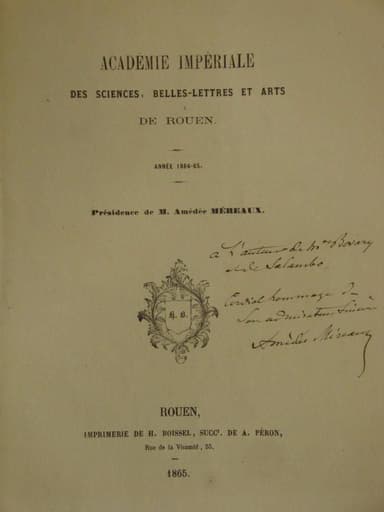 ACADÉMIE IMPÉRIALE
DES SCIENCES, BELLES-LETTRES ET ARTS
DE ROUEN.
ANNÉE 1864-65.
Présidence de M. Amédée MÉREAUX.
a L'auteur de Mme Bovary
et de Salambo,
Cordial hommage de
son admirateur sincère
Amédée Méreaux
H. B.
ROUEN,
IMPRIMERIE DE H. BOISSEL, SUCCr. DE A. PÉRON,
Rue de la Vicomté, 55.
1865.